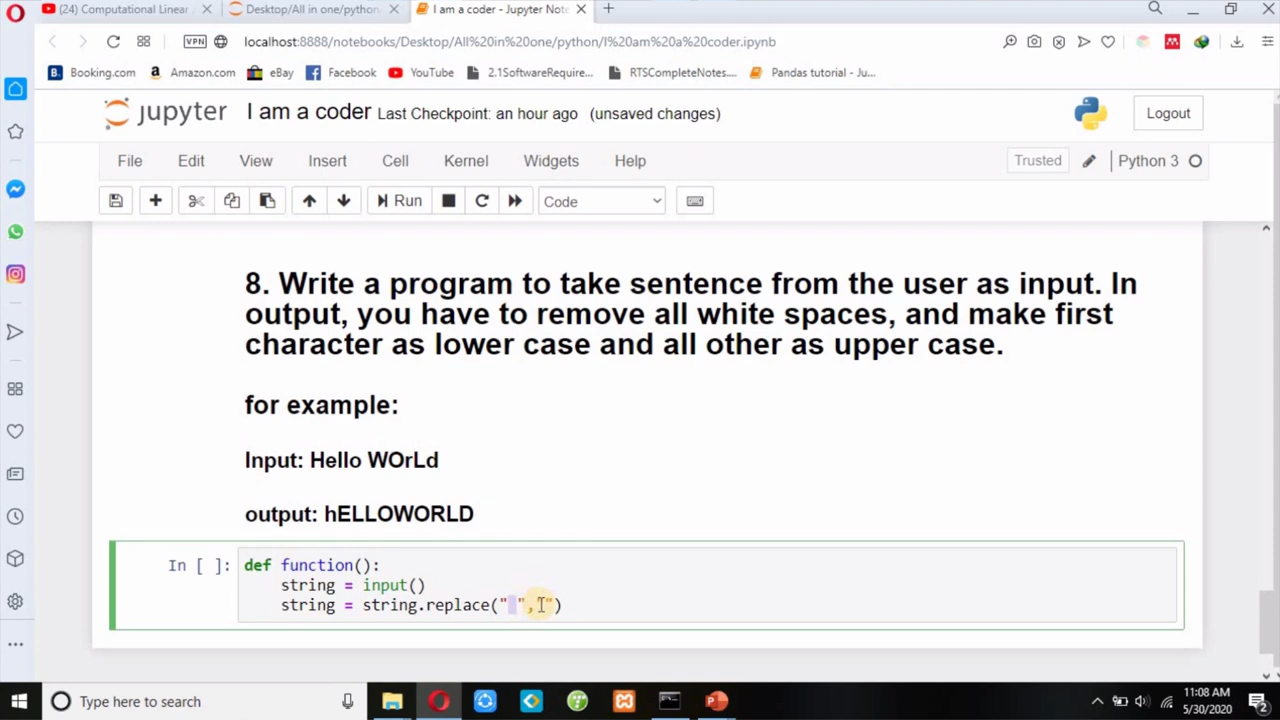 (24) Computational Linear
Desktop/All in one/python
I am a coder - Jupyter Note
VPN
localhost:8888/notebooks/Desktop/All%20in%20one/python/I%20am%20a%20coder.ipynb
Booking.com
Amazon.com
eBay
Facebook
YouTube
2.1SoftwareRequire...
RTSCompleteNotes....
Pandas tutorial - Ju...
jupyter I am a coder Last Checkpoint: an hour ago (unsaved changes)
Logout
File Edit View Insert Cell Kernel Widgets Help
Trusted
Python 3
Run
Code
8. Write a program to take sentence from the user as input. In
output, you have to remove all white spaces, and make first
character as lower case and all other as upper case.
for example:
Input: Hello WOrLd
output: hELLOWORLD
In [ ]:
def function():
string = input()
string = string.replace(" ","")
Type here to search
11:08 AM
5/30/2020
2